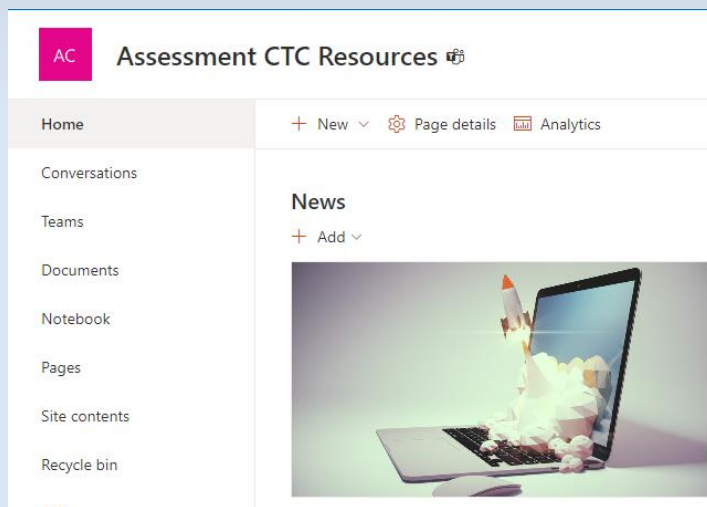 AC
Assessment CTC Resources
Home
Conversations
Teams
Documents
Notebook
Pages
Site contents
Recycle bin
New
Page details
Analytics
News
Add